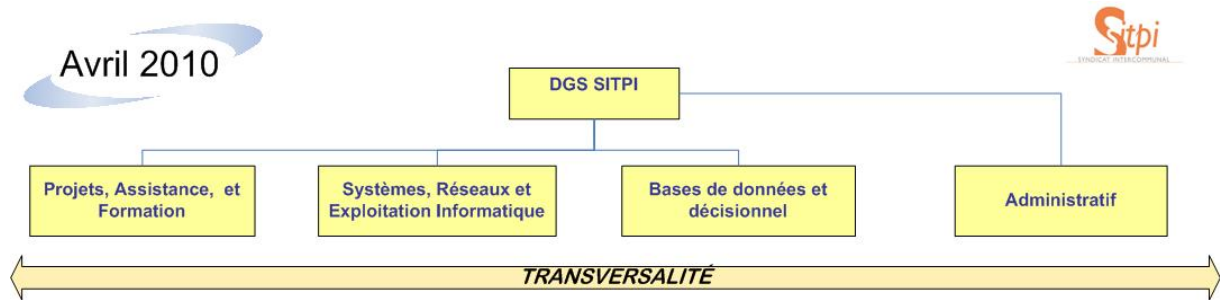 Avril 2010
Sitpi
SYNDICAT INTERCOMMUNAL
DGS SITPI
Projets, Assistance, et
Formation
Systèmes, Réseaux et
Exploitation Informatique
Bases de données et
décisionnel
Administratif
TRANSVERSALITÉ